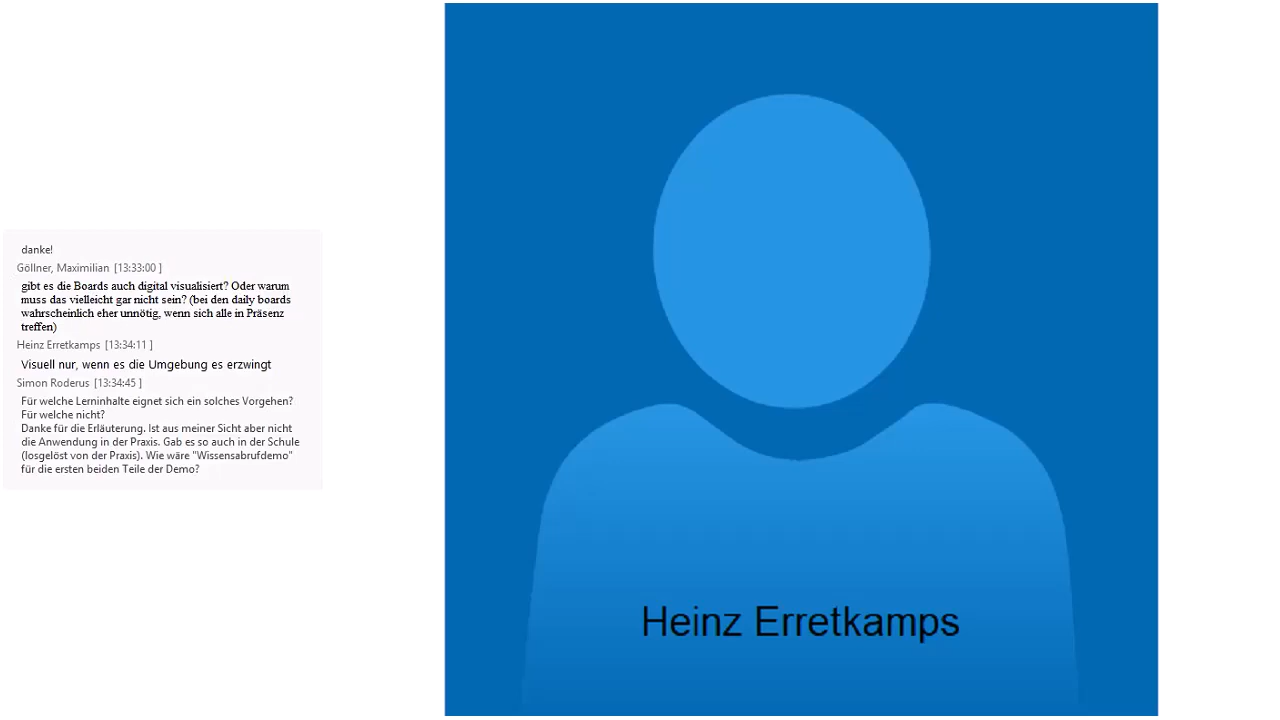 danke!
Göllner, Maximilian [13:33:00 ]
gibt es die Boards auch digital visualisiert? Oder warum
muss das vielleicht gar nicht sein? (bei den daily boards
wahrscheinlich eher unnötig, wenn sich alle in Präsenz
treffen)
Heinz Erretkamps [13:34:11 ]
Visuell nur, wenn es die Umgebung es erzwingt
Simon Roderus [13:34:45 ]
Für welche Lerninhalte eignet sich ein solches Vorgehen?
Für welche nicht?
Danke für die Erläuterung. Ist aus meiner Sicht aber nicht
die Anwendung in der Praxis. Gab es so auch in der Schule
(losgelöst von der Praxis). Wie wäre "Wissensabrufdemo"
für die ersten beiden Teile der Demo?
Heinz Erretkamps